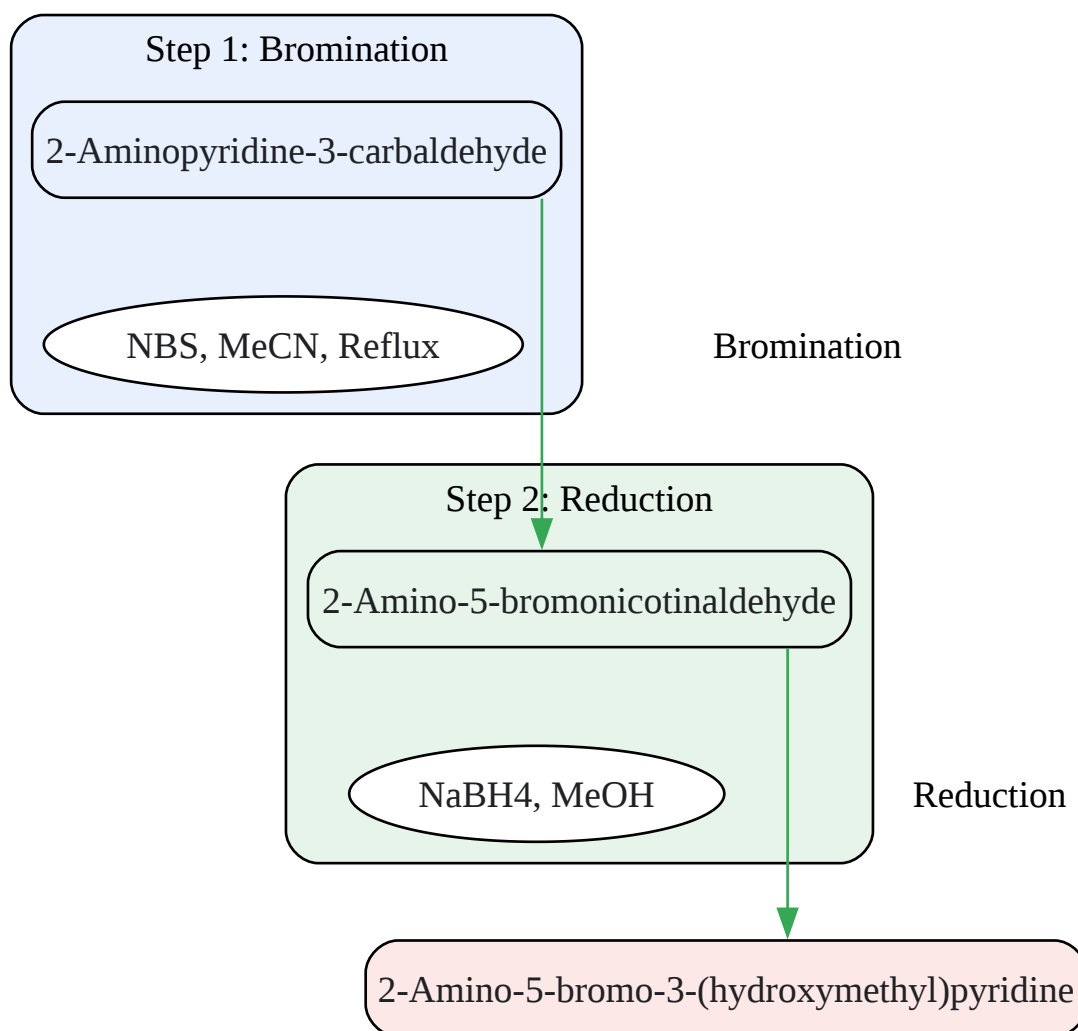 Step 1: Bromination
2-Aminopyridine-3-carbaldehyde
NBS, MeCN, Reflux
Bromination
Step 2: Reduction
2-Amino-5-bromonicotinaldehyde
NaBH4, MeOH
Reduction
2-Amino-5-bromo-3-(hydroxymethyl)pyridine